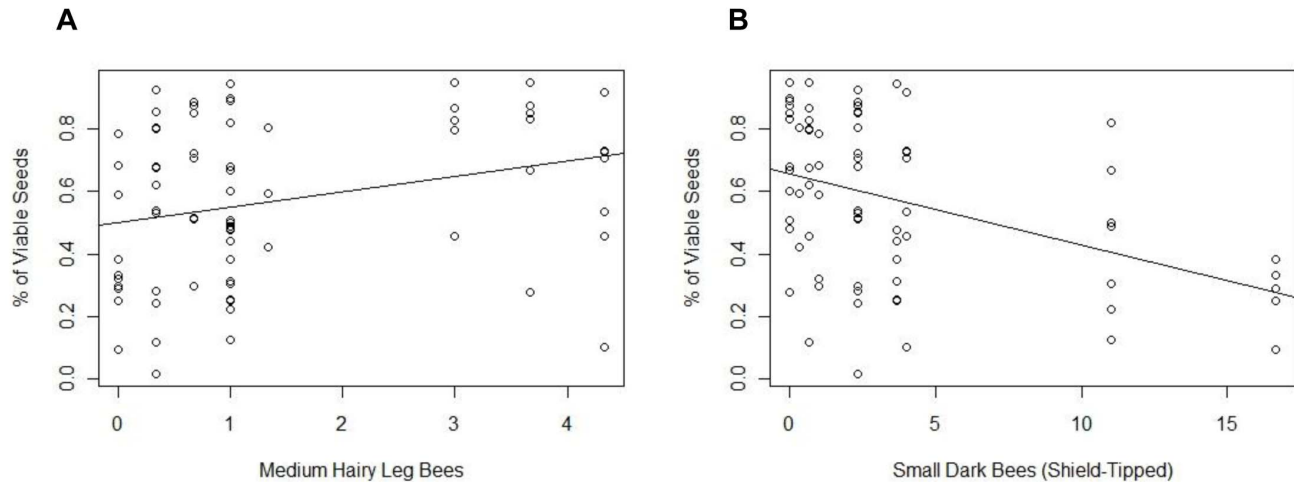 A
B
% of Viable Seeds
0.0 0.2 0.4 0.6 0.8
0 1 2 3 4
Medium Hairy Leg Bees
% of Viable Seeds
0.0 0.2 0.4 0.6 0.8
0 5 10 15
Small Dark Bees (Shield-Tipped)